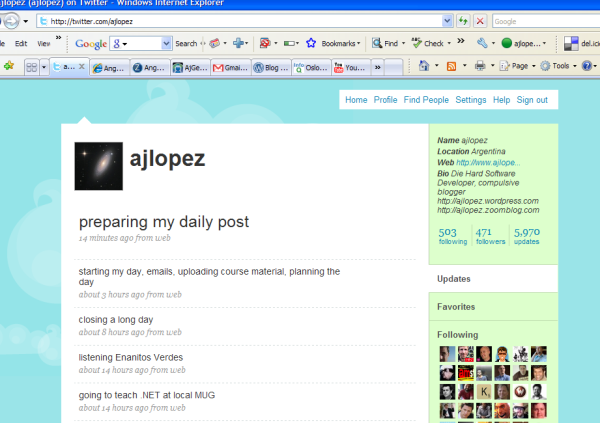 jlopez (ajlopez) on Twitter - Windows Internet Explorer
http://twitter.com/ajlopez
Google
le Edit View »
Google
Search
Bookmarks
Find
Check
ajlope...
del.icio
a...
Ang...
Ang...
AjGe...
Gmai...
Blog ...
Oslo...
You...
»
Page
Tools
Home Profile Find People Settings Help Sign out
ajlopez
preparing my daily post
14 minutes ago from web
starting my day, emails, uploading course material, planning the
day
about 3 hours ago from web
closing a long day
about 8 hours ago from web
listening Enanitos Verdes
about 14 hours ago from web
going to teach .NET at local MUG
about 14 hours ago from web
Name ajlopez
Location Argentina
Web http://www.ajlope...
Bio Die Hard Software
Developer, compulsive
blogger
http://ajlopez.wordpress.com
http://ajlopez.zoomblog.com
503 471 5,970
following followers updates
Updates
Favorites
Following